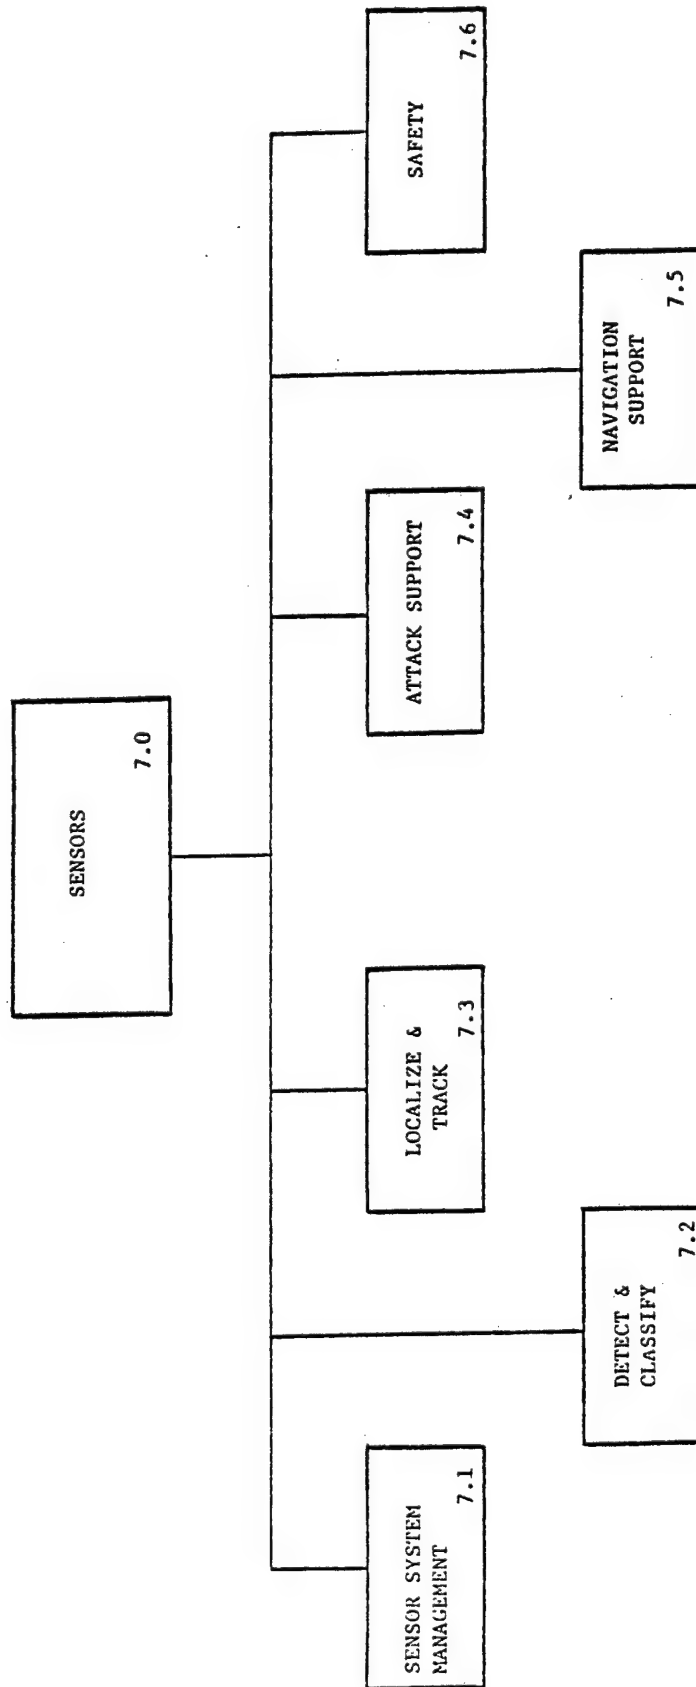 SENSORS
7.0
SENSOR SYSTEM
MANAGEMENT
7.1
DETECT &
CLASSIFY
7.2
LOCALIZE &
TRACK
7.3
ATTACK SUPPORT
7.4
NAVIGATION
SUPPORT
7.5
SAFETY
7.6